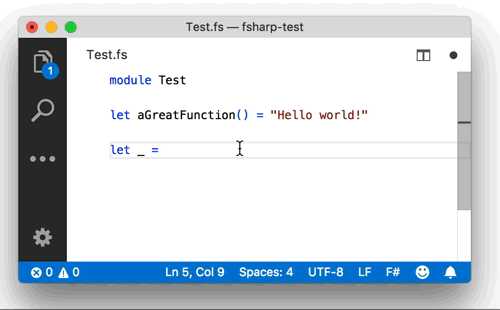 Test.fs — fsharp-test
Test.fs
1
module Test
let aGreatFunction() = "Hello world!"
let _ =
0 0 Ln 5, Col 9 Spaces: 4 UTF-8 LF F#